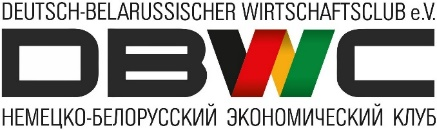 DEUTSCH-BELARUSSISCHER WIRTSCHAFTSCLUB e.V.
DBWC
НЕМЕЦКО-БЕЛОРУССКИЙ ЭКОНОМИЧЕСКИЙ КЛУБ